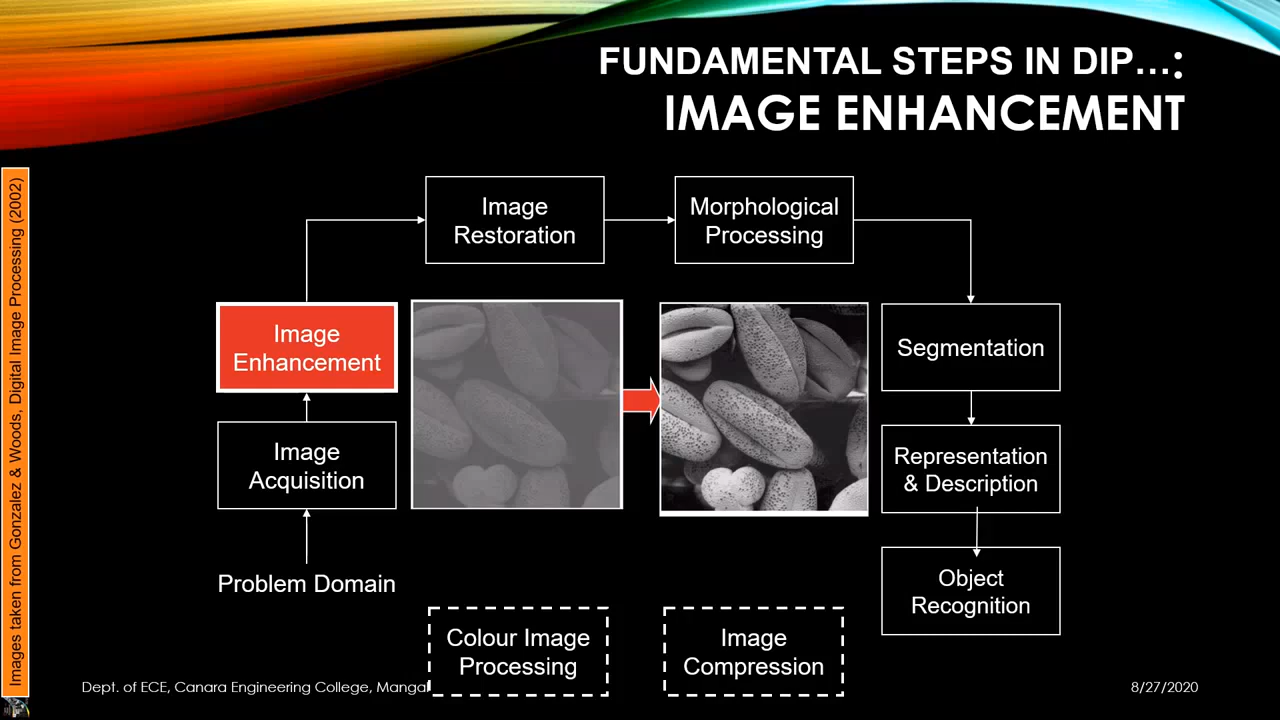 FUNDAMENTAL STEPS IN DIP…:
IMAGE ENHANCEMENT
Images taken from Gonzalez & Woods, Digital Image Processing (2002)
Image
Restoration
Morphological
Processing
Image
Enhancement
Segmentation
Image
Acquisition
Representation
& Description
Problem Domain
Object
Recognition
Colour Image
Processing
Image
Compression
Dept. of ECE, Canara Engineering College,
8/27/2020